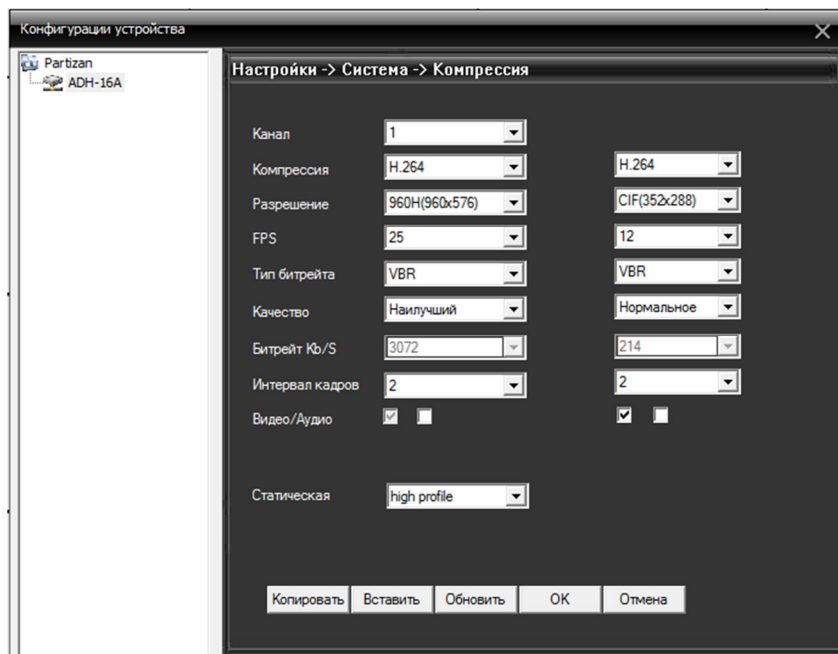 Конфигурации устройства
Partizan
ADH-16A
Настройки -> Система -> Компрессия
Канал 1
Компрессия H.264 H.264
Разрешение 960H(960x576) CIF(352x288)
FPS 25 12
Тип битрейта VBR VBR
Качество Наилучший Нормальное
Битрейт Kb/S 3072 214
Интервал кадров 2 2
Видео/Аудио
Статическая high profile
Копировать Вставить Обновить OK Отмена